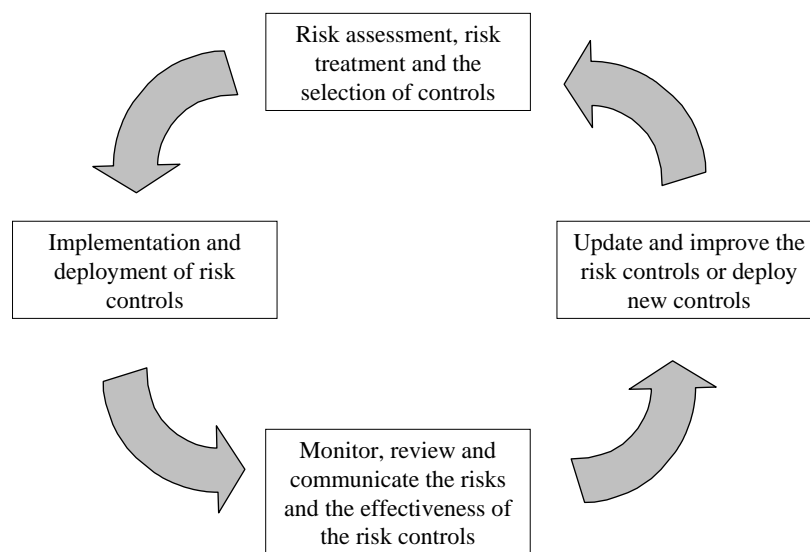 Risk assessment, risk
treatment and the
selection of controls
Implementation and
deployment of risk
controls
Update and improve the
risk controls or deploy
new controls
Monitor, review and
communicate the risks
and the effectiveness of
the risk controls